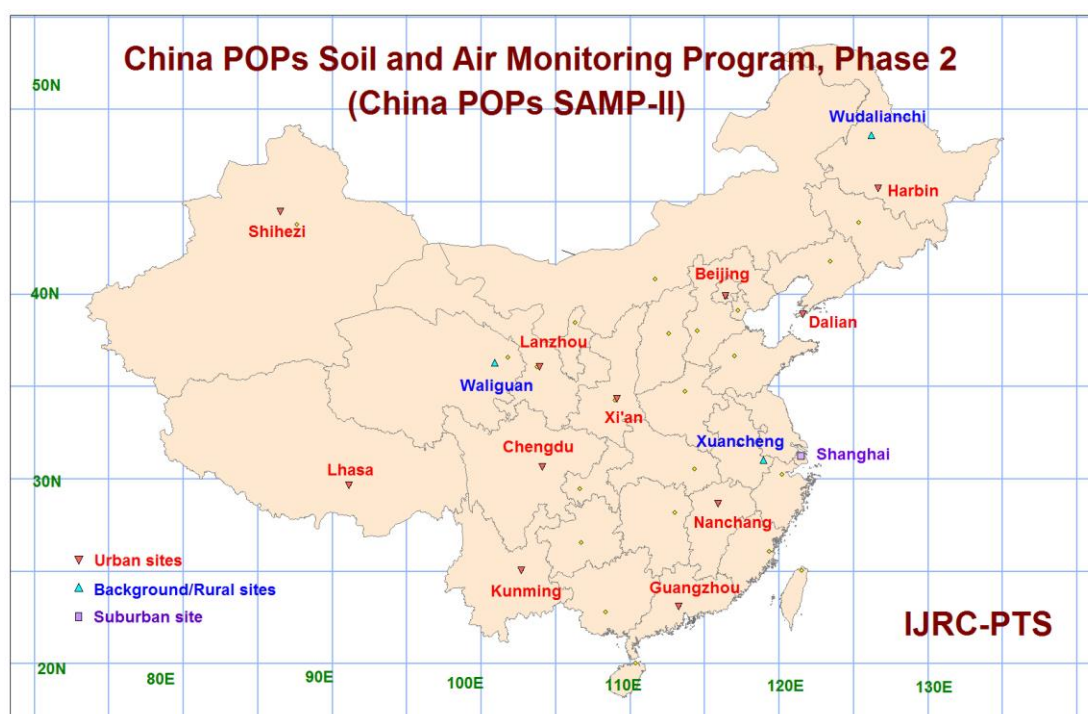 China POPs Soil and Air Monitoring Program, Phase 2
(China POPs SAMP-II)
50N
Wudalianchi
Harbin
Shihezi
Beijing
40N
Dalian
Lanzhou
Waliguan
Xi'an
Xuancheng
Chengdu
Shanghai
Lhasa
30N
Nanchang
Urban sites
Background/Rural sites
Kunming
Guangzhou
Suburban site
IJRC-PTS
20N
80E
90E
100E
110E
120E
130E